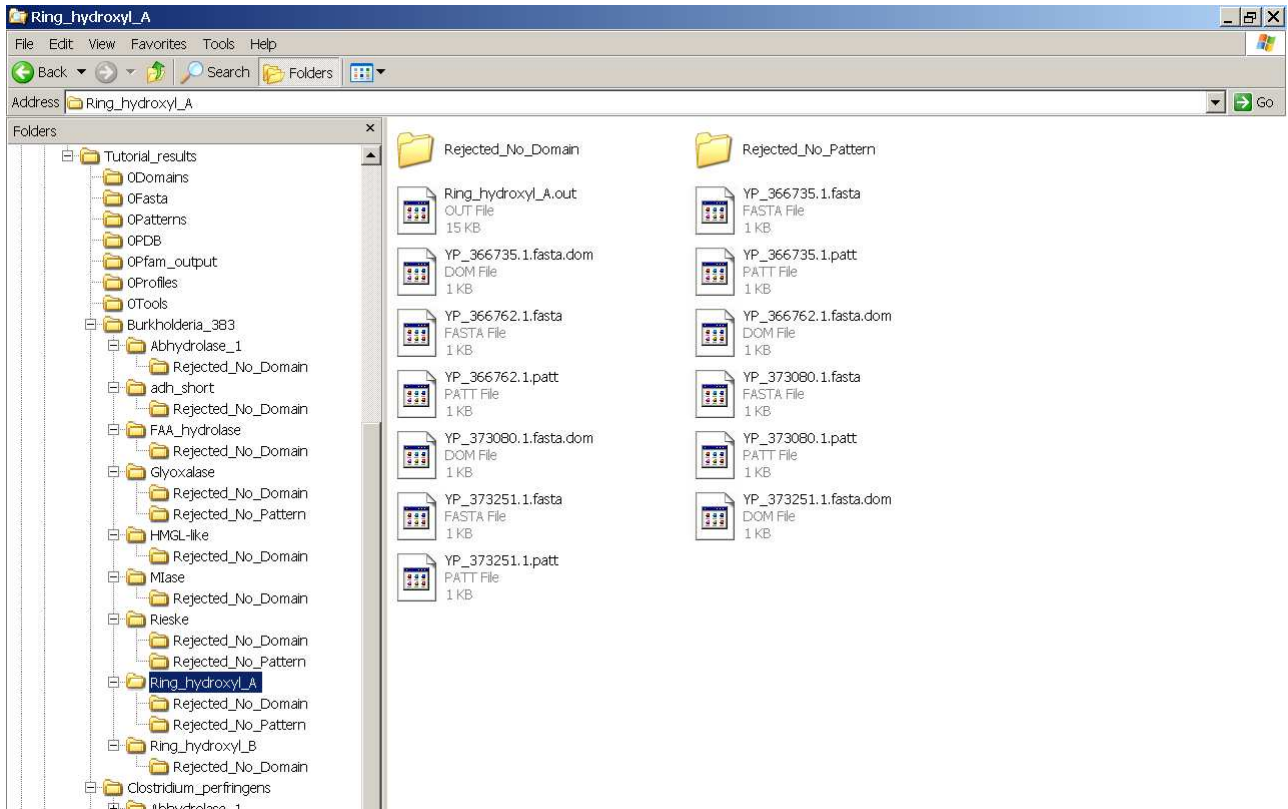 Ring_hydroxyl_A
File Edit View Favorites Tools Help
Back Search Folders
Address Ring_hydroxyl_A Go
Folders x
Tutorial_results
0Domains
0Fasta
0Patterns
0PDB
0Pfam_output
0Profiles
0Tools
Burkholderia_383
Abhydrolase_1
Rejected_No_Domain
adh_short
Rejected_No_Domain
FAA_hydrolase
Rejected_No_Domain
Glyoxalase
Rejected_No_Domain
Rejected_No_Pattern
HMGL-like
Rejected_No_Domain
MIase
Rejected_No_Domain
Rieske
Rejected_No_Domain
Rejected_No_Pattern
Ring_hydroxyl_A
Rejected_No_Domain
Rejected_No_Pattern
Ring_hydroxyl_B
Rejected_No_Domain
Clostridium_perfringens
Abhydrolase_1
Rejected_No_Domain
Rejected_No_Pattern
Ring_hydroxyl_A.out
OUT File
15 KB
YP_366735.1.fasta
FASTA File
1 KB
YP_366735.1.fasta.dom
DOM File
1 KB
YP_366735.1.patt
PATT File
1 KB
YP_366762.1.fasta
FASTA File
1 KB
YP_366762.1.fasta.dom
DOM File
1 KB
YP_366762.1.patt
PATT File
1 KB
YP_373080.1.fasta
FASTA File
1 KB
YP_373080.1.fasta.dom
DOM File
1 KB
YP_373080.1.patt
PATT File
1 KB
YP_373251.1.fasta
FASTA File
1 KB
YP_373251.1.fasta.dom
DOM File
1 KB
YP_373251.1.patt
PATT File
1 KB